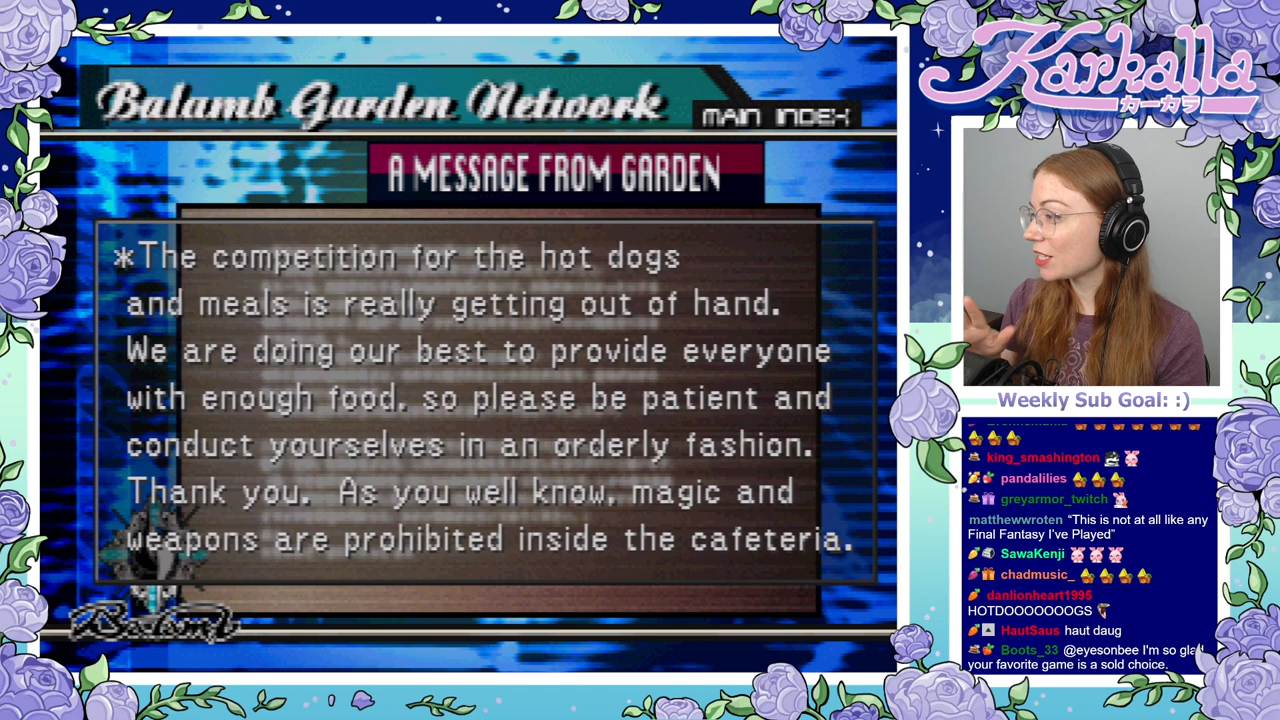 Balamb Garden Network
MAIN INDEX
A MESSAGE FROM GARDEN
*The competition for the hot dogs
and meals is really getting out of hand.
We are doing our best to provide everyone
with enough food, so please be patient and
conduct yourselves in an orderly fashion.
Thank you. As you well know, magic and
weapons are prohibited inside the cafeteria.
Balamb
Karkalla
カーカラ
Weekly Sub Goal: :)
king_smashington
pandalilies
greyarmor_twitch
matthewwroten “This is not at all like any
Final Fantasy I've Played”
SawaKenji
chadmusic_
danlionheart1995
HOTDOOOOOOOGS
HautSaus haut daug
Boots_33 @eyesonbee I'm so glad
your favorite game is a sold choice.